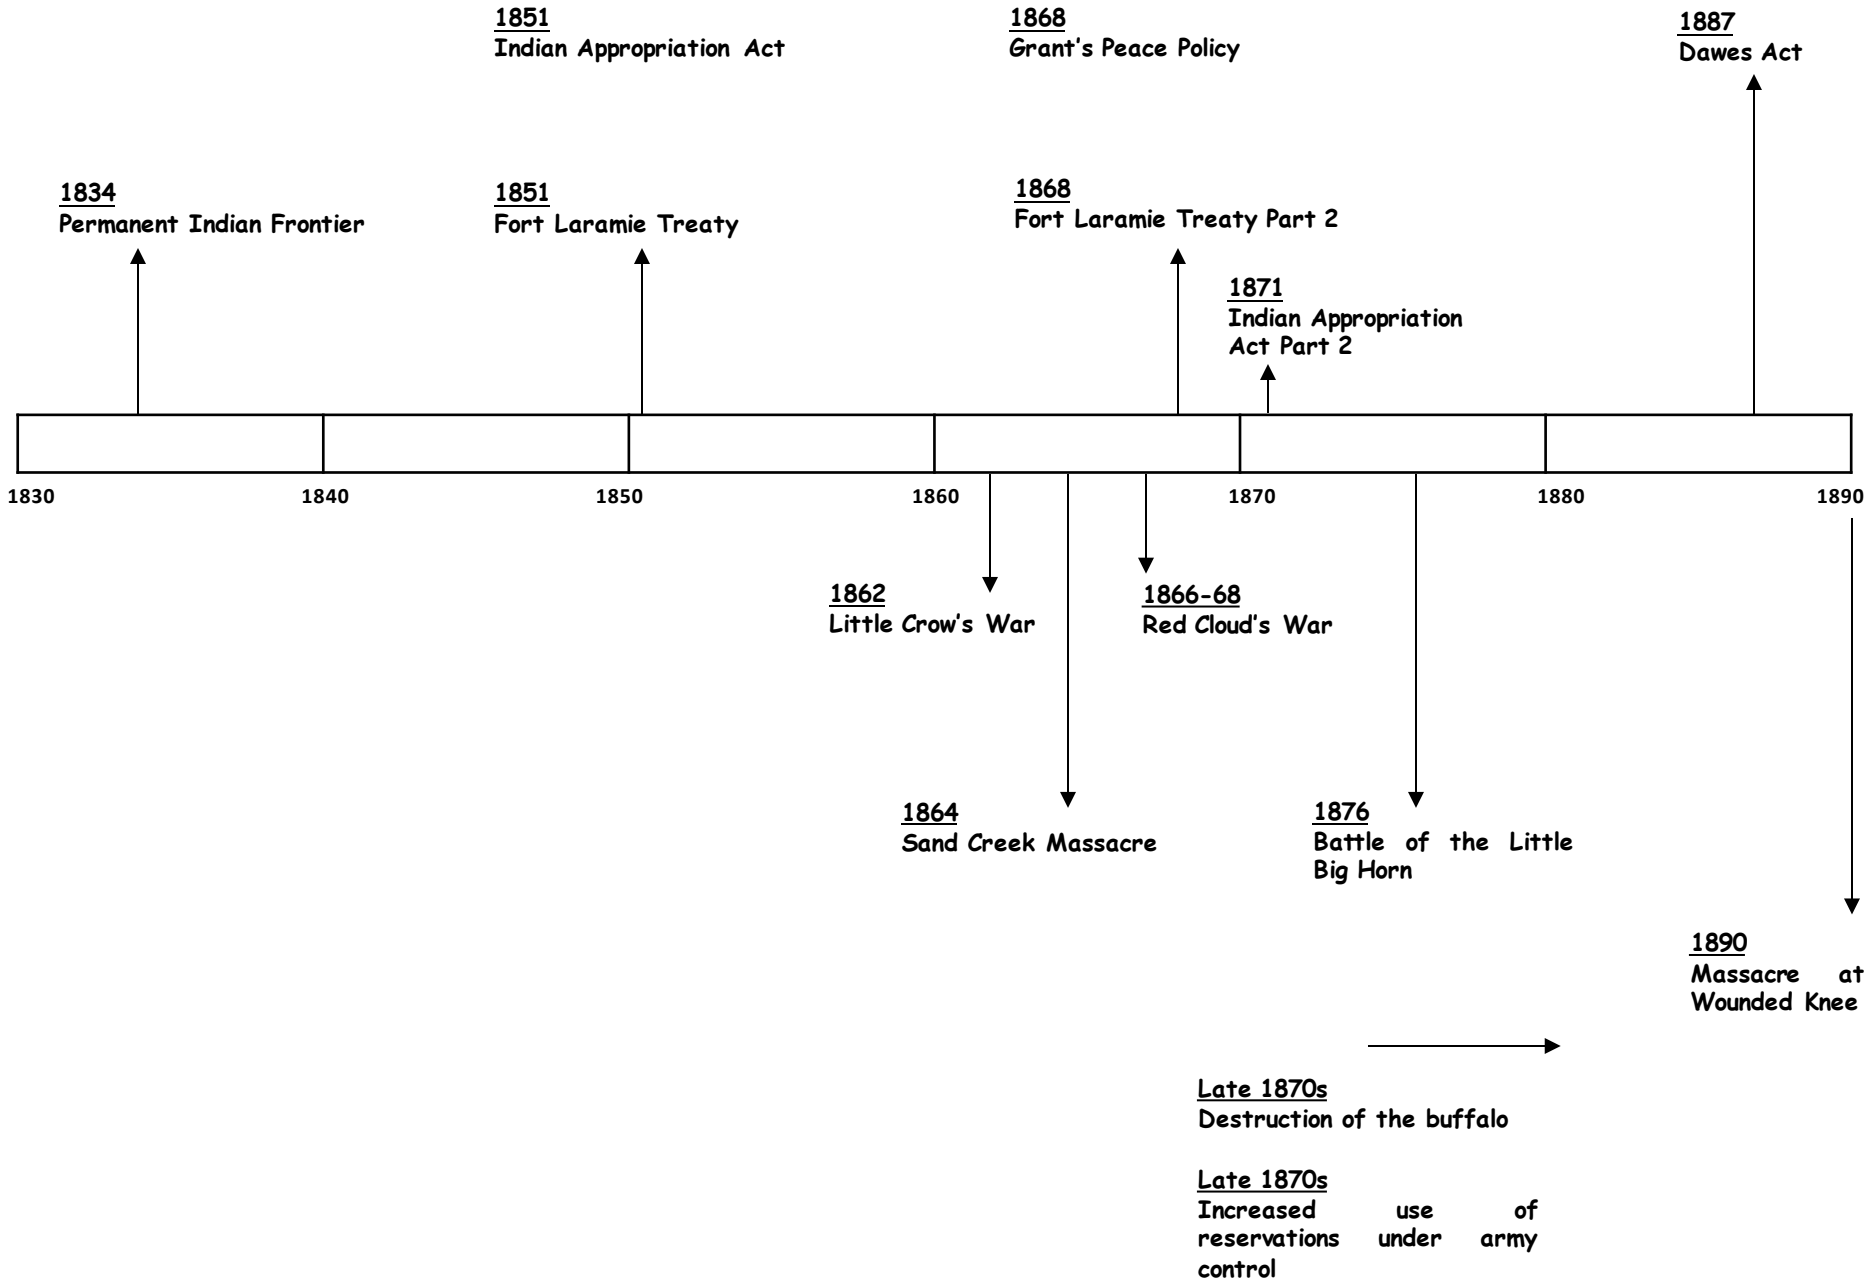 1851
Indian Appropriation Act
1868
Grant's Peace Policy
1887
Dawes Act
1834
Permanent Indian Frontier
1851
Fort Laramie Treaty
1868
Fort Laramie Treaty Part 2
1871
Indian Appropriation
Act Part 2
1830
1840
1850
1860
1870
1880
1890
1862
Little Crow's War
1866-68
Red Cloud's War
1864
Sand Creek Massacre
1876
Battle of the Little
Big Horn
1890
Massacre at
Wounded Knee
Late 1870s
Destruction of the buffalo
Late 1870s
Increased use of
reservations under army
control